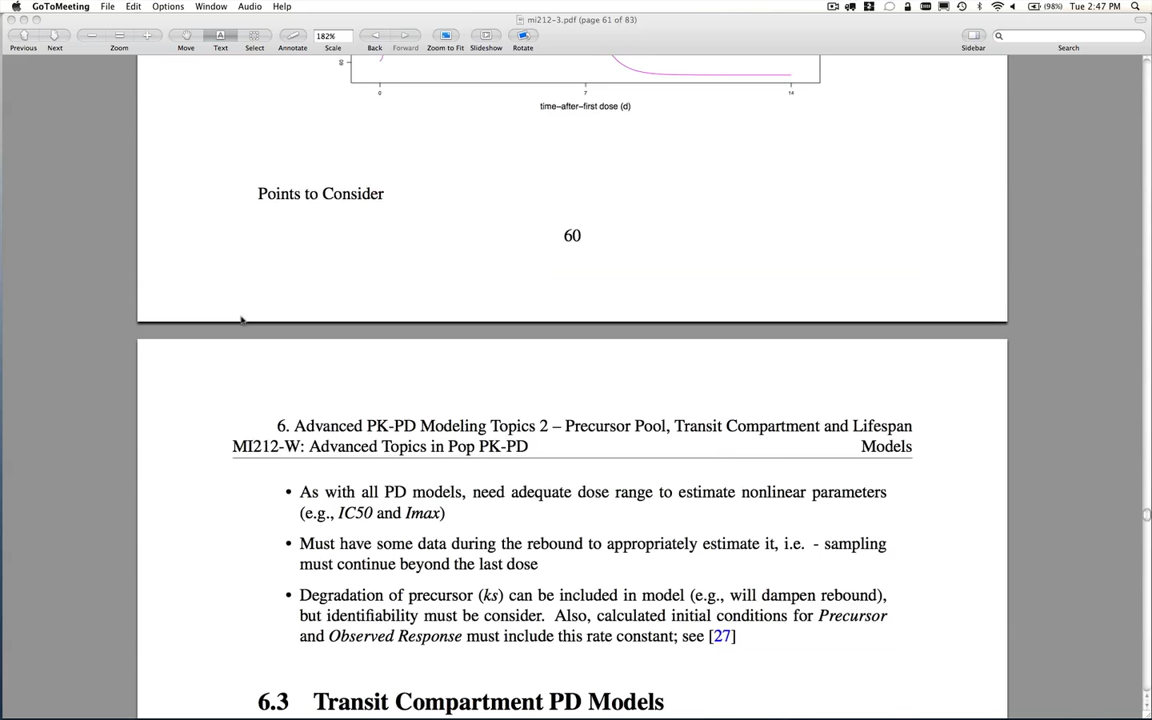 GoToMeeting File Edit Options Window Audio Help (98%) Tue 2:47 PM
mi212-3.pdf (page 61 of 83)
182%
Previous Next Zoom Move Text Select Annotate Scale Back Forward Zoom to Fit Slideshow Rotate Sidebar Search
0 7 14
time-after-first dose (d)
Points to Consider
60
6. Advanced PK-PD Modeling Topics 2 – Precursor Pool, Transit Compartment and Lifespan
MI212-W: Advanced Topics in Pop PK-PD Models
• As with all PD models, need adequate dose range to estimate nonlinear parameters
(e.g., IC50 and Imax)
• Must have some data during the rebound to appropriately estimate it, i.e. - sampling
must continue beyond the last dose
• Degradation of precursor (ks) can be included in model (e.g., will dampen rebound),
but identifiability must be consider. Also, calculated initial conditions for Precursor
and Observed Response must include this rate constant; see [27]
6.3 Transit Compartment PD Models